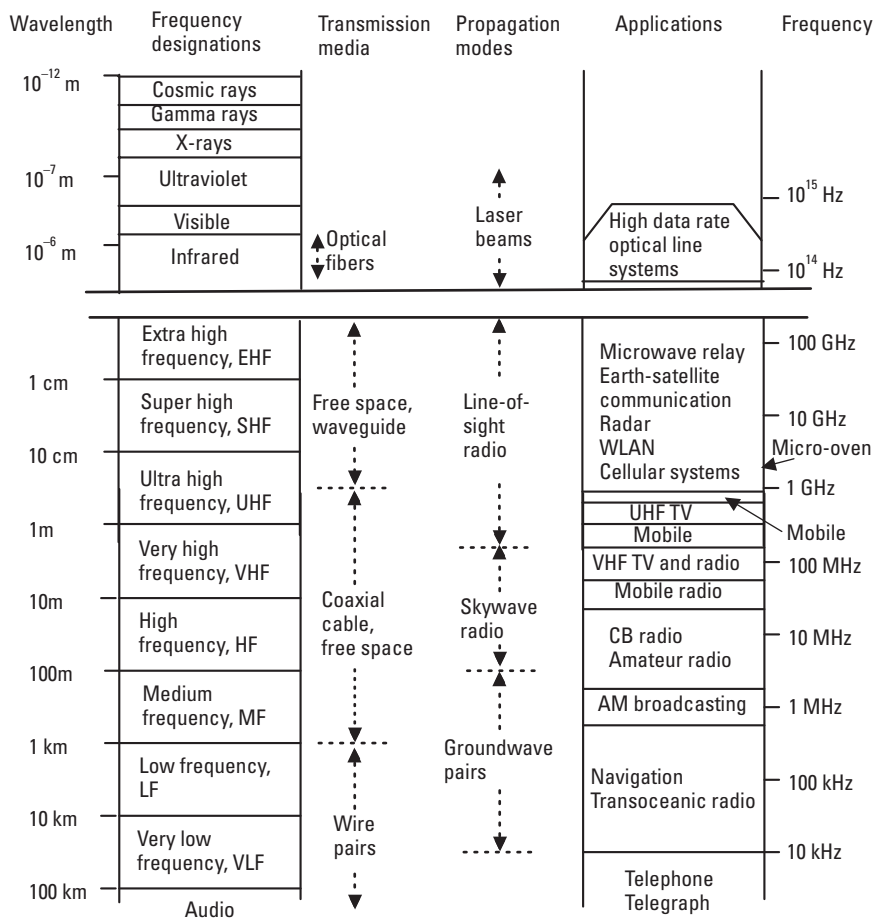 Wavelength
Frequency
designations
Transmission
media
Propagation
modes
Applications
Frequency
10⁻¹² m
10⁻⁷ m
10⁻⁶ m
1 cm
10 cm
1m
10m
100m
1 km
10 km
100 km
Cosmic rays
Gamma rays
X-rays
Ultraviolet
Visible
Infrared
Extra high
frequency, EHF
Super high
frequency, SHF
Ultra high
frequency, UHF
Very high
frequency, VHF
High
frequency, HF
Medium
frequency, MF
Low frequency,
LF
Very low
frequency, VLF
Audio
Optical
fibers
Free space,
waveguide
Coaxial
cable,
free space
Wire
pairs
Laser
beams
Line-of-
sight
radio
Skywave
radio
Groundwave
pairs
High data rate
optical line
systems
Microwave relay
Earth-satellite
communication
Radar
WLAN
Cellular systems
UHF TV
Mobile
VHF TV and radio
Mobile radio
CB radio
Amateur radio
AM broadcasting
Navigation
Transoceanic radio
Telephone
Telegraph
10¹⁵ Hz
10¹⁴ Hz
100 GHz
10 GHz
Micro-oven
1 GHz
Mobile
100 MHz
10 MHz
1 MHz
100 kHz
10 kHz